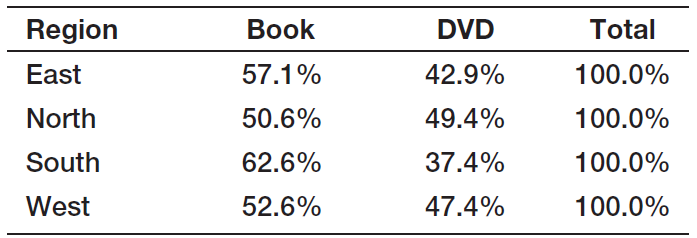 Region Book DVD Total
East 57.1% 42.9% 100.0%
North 50.6% 49.4% 100.0%
South 62.6% 37.4% 100.0%
West 52.6% 47.4% 100.0%